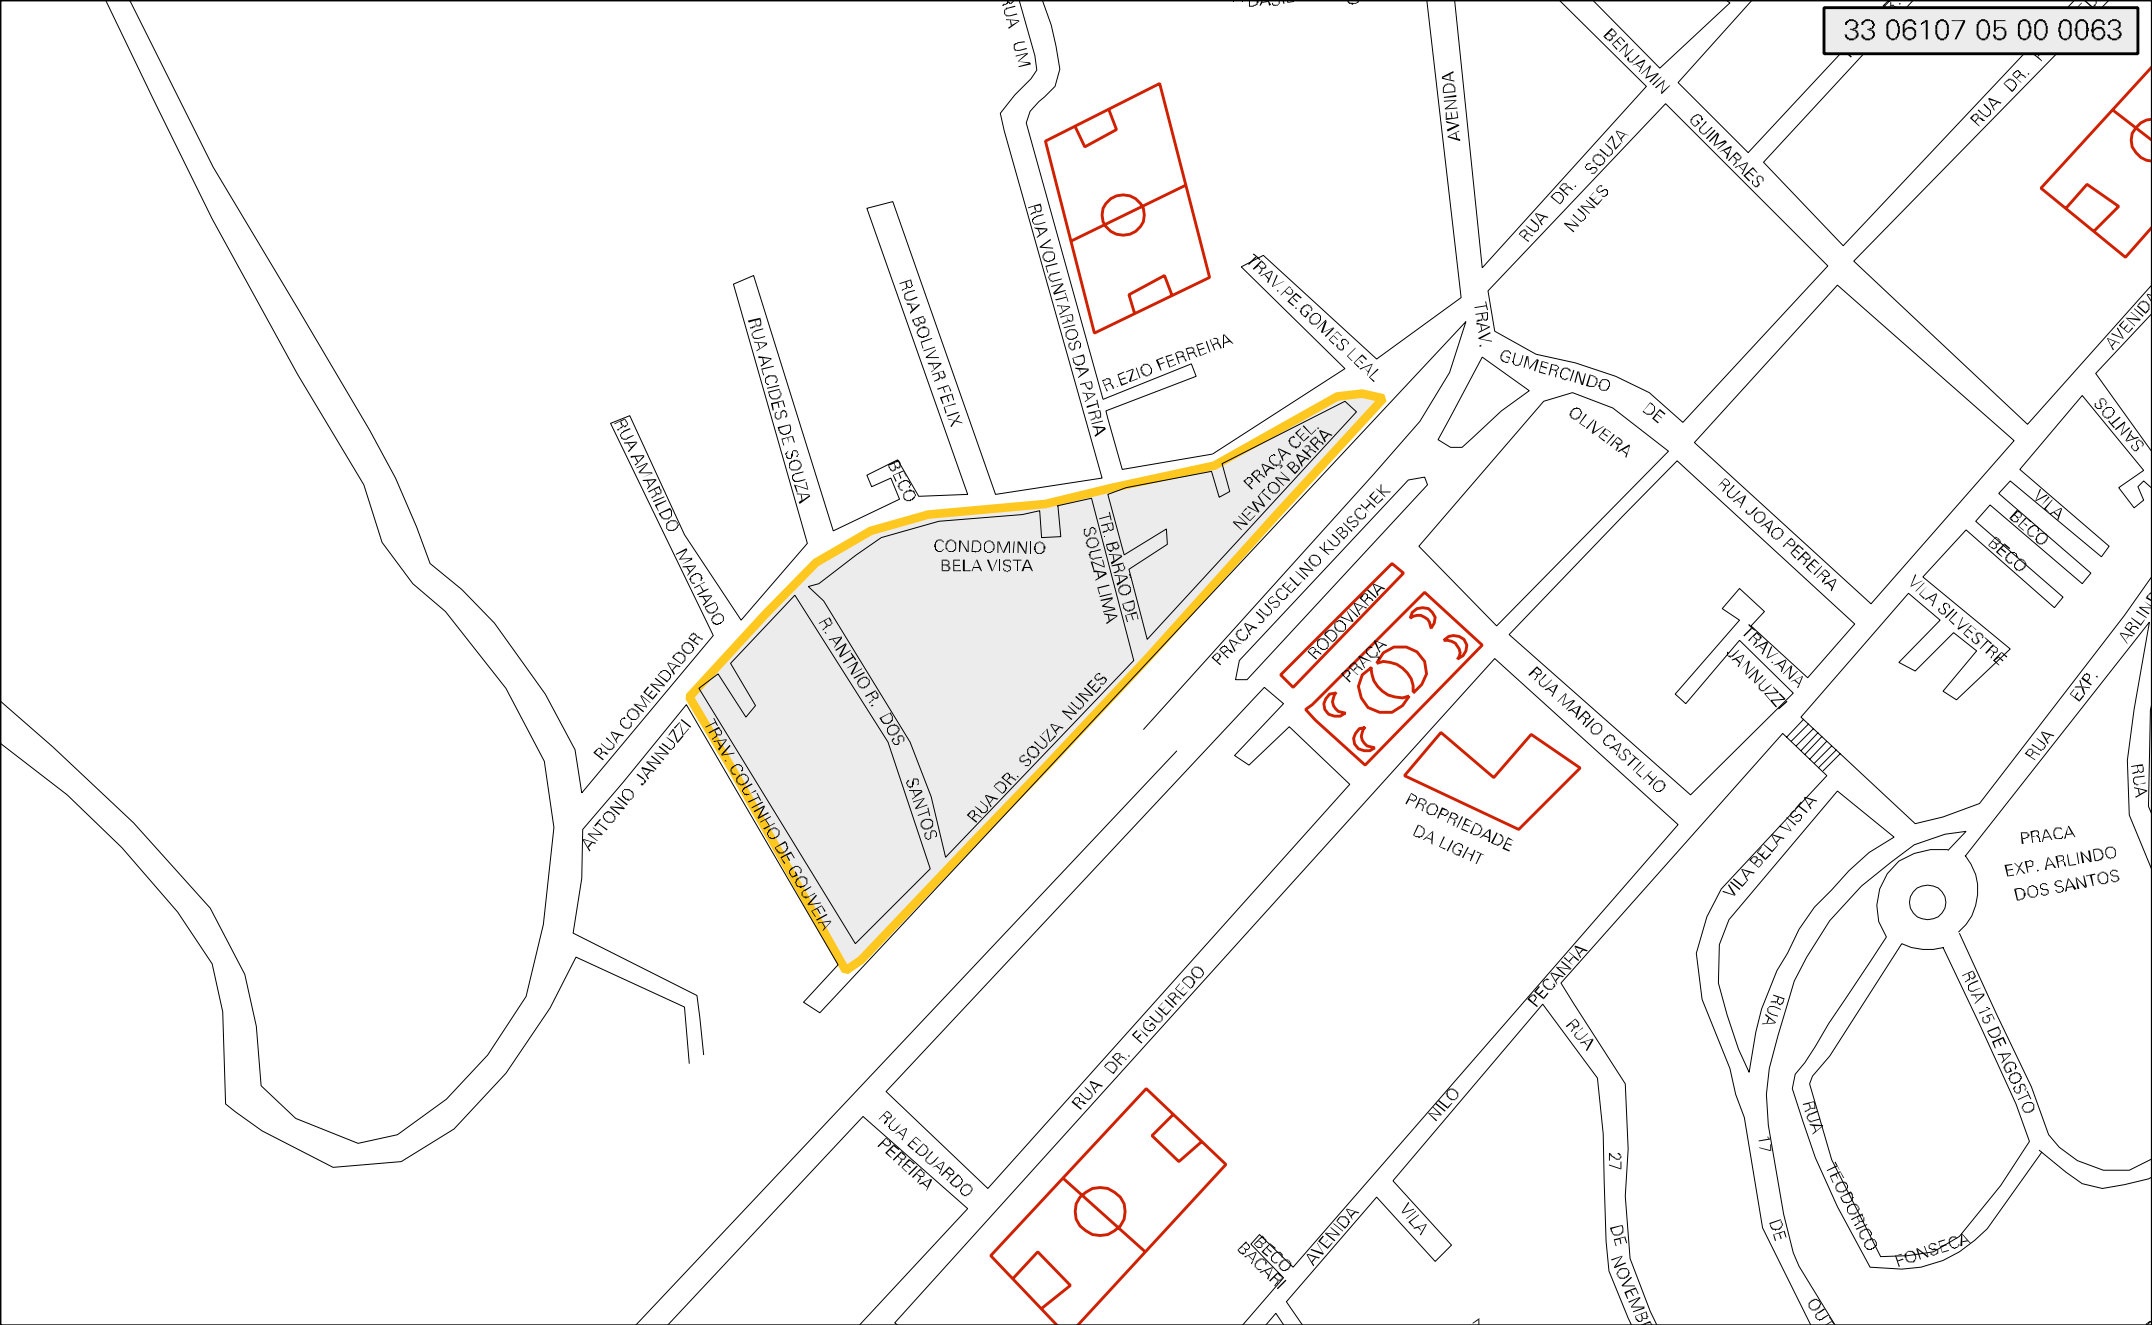 33 06107 05 00 0063
RUA UM
AVENIDA
BENJAMIN
GUIMARAES
RUA DR.
RUA DR. SOUZA
NUNES
RUA VOLUNTARIOS DA PATRIA
TRAV.PE.GOMES LEAL
R.EZIO FERREIRA
RUA BOLIVAR FELIX
RUA ALCIDES DE SOUZA
RUA AMARILDO MACHADO
BECO
TRAV.
GUMERCINDO
DE
OLIVEIRA
AVENIDA
SANTOS
PRAÇA CEL.
NEWTON BARRA
CONDOMINIO
BELA VISTA
TR. BARAO DE
SOUZA LIMA
PRACA JUSCELINO KUBISCHEK
RODOVIARIA
PRAÇA
RUA JOAO PEREIRA
VILA
BECO
BECO
VILA SILVESTRE
TRAV.ANA
JANNUZZI
RUA EXP. ARLIND
RUA COMENDADOR
ANTONIO JANNUZZI
R. ANTNIO R. DOS
SANTOS
TRAV. COUTINHO DE GOUVEIA
RUA DR. SOUZA NUNES
RUA MARIO CASTILHO
PROPRIEDADE
DA LIGHT
VILA BELA VISTA
PRACA
EXP. ARLINDO
DOS SANTOS
RUA
RUA DR. FIGUEIREDO
AVENIDA NILO PECANHA
RUA 27 DE NOVEMB
RUA 17 DE OUT
RUA 15 DE AGOSTO
RUA TEODORICO FONSECA
RUA EDUARDO
PEREIRA
VILA
BECO
BACARI